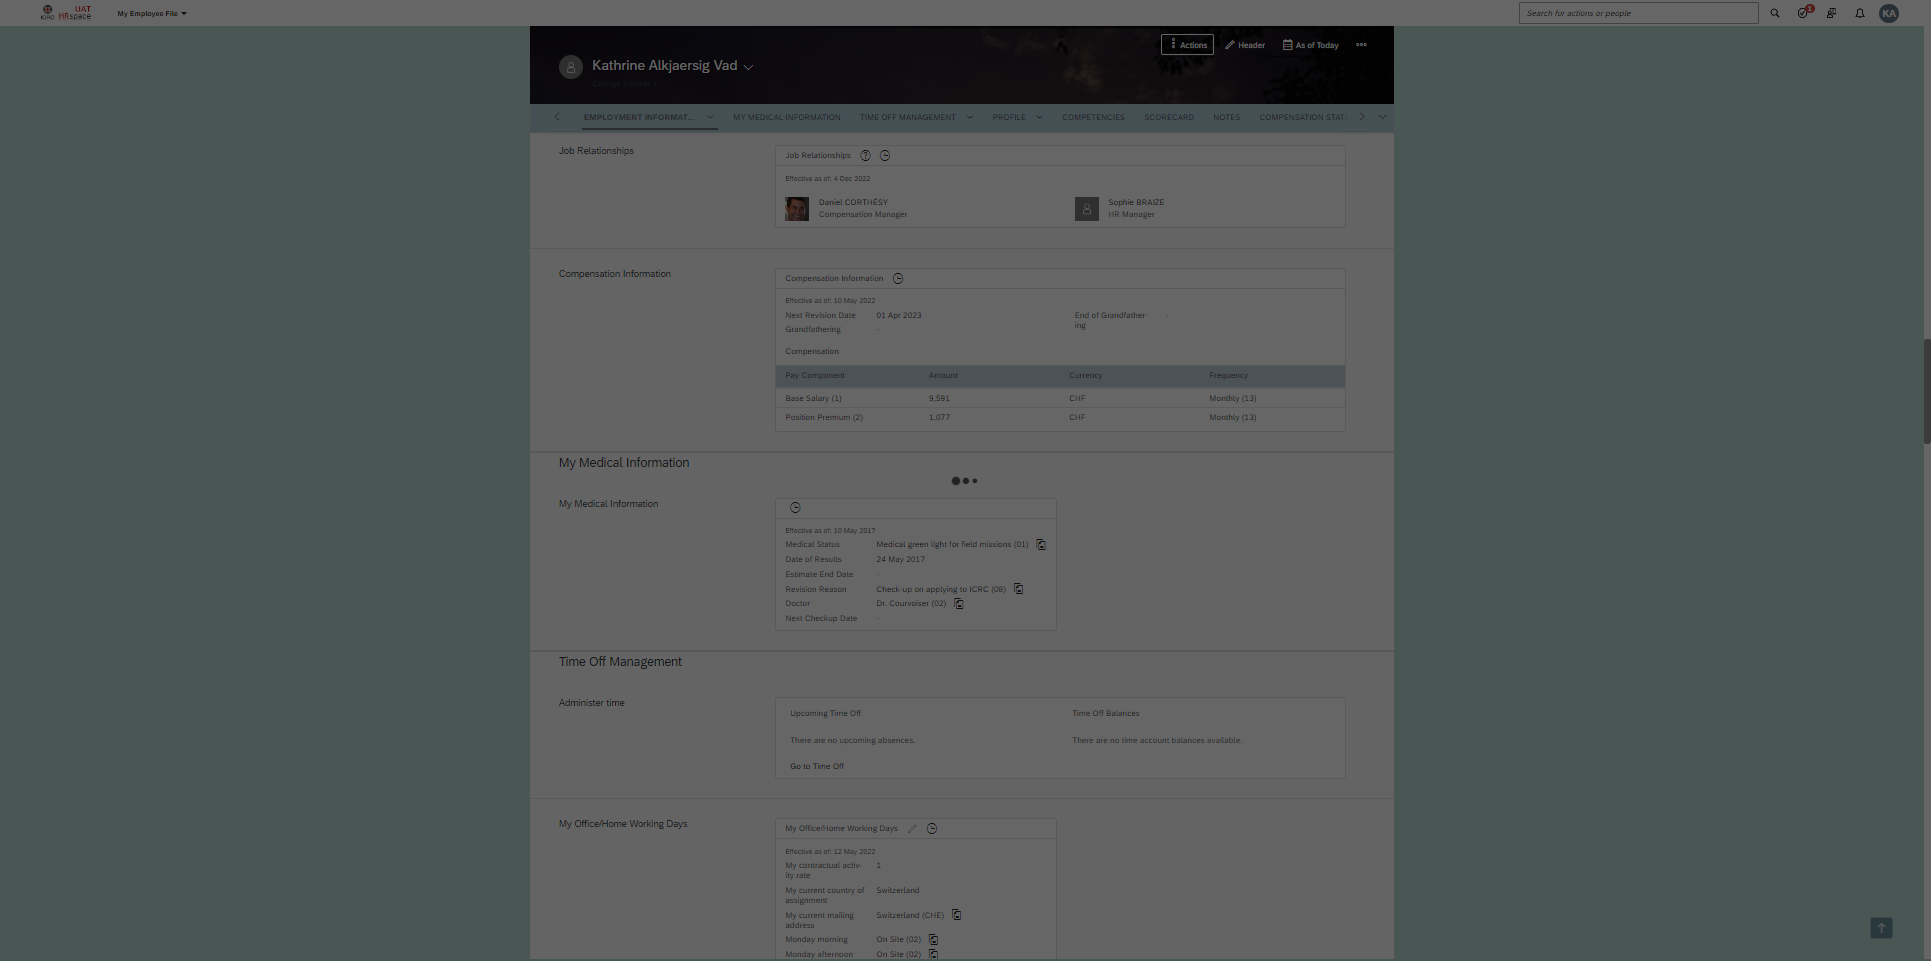 ICRC UAT HRspace
My Employee File
Search for actions or people
1
KA
Actions Header As of Today
Kathrine Alkjaersig Vad
EMPLOYMENT INFORMAT... MY MEDICAL INFORMATION TIME OFF MANAGEMENT PROFILE COMPETENCIES SCORECARD NOTES COMPENSATION STAT
Job Relationships
Job Relationships
Effective as of: 4 Dec 2022
Daniel CORTHÉSY
Compensation Manager
Sophie BRAIZE
HR Manager
Compensation Information
Compensation Information
Effective as of: 10 May 2022
Next Revision Date 01 Apr 2023
End of Grandfather-
ing -
Grandfathering -
Compensation
Pay Component Amount Currency Frequency
Base Salary (1) 9,591 CHF Monthly (13)
Position Premium (2) 1,077 CHF Monthly (13)
My Medical Information
My Medical Information
Effective as of: 10 May 2017
Medical Status Medical green light for field missions (01)
Date of Results 24 May 2017
Estimate End Date -
Revision Reason Check-up on applying to ICRC (08)
Doctor Dr. Courvoiser (02)
Next Checkup Date -
Time Off Management
Administer time
Upcoming Time Off
There are no upcoming absences.
Go to Time Off
Time Off Balances
There are no time account balances available.
My Office/Home Working Days
My Office/Home Working Days
Effective as of: 12 May 2022
My contractual activ-
ity rate 1
My current country of
assignment Switzerland
My current mailing
address Switzerland (CHE)
Monday morning On Site (02)
Monday afternoon On Site (02)